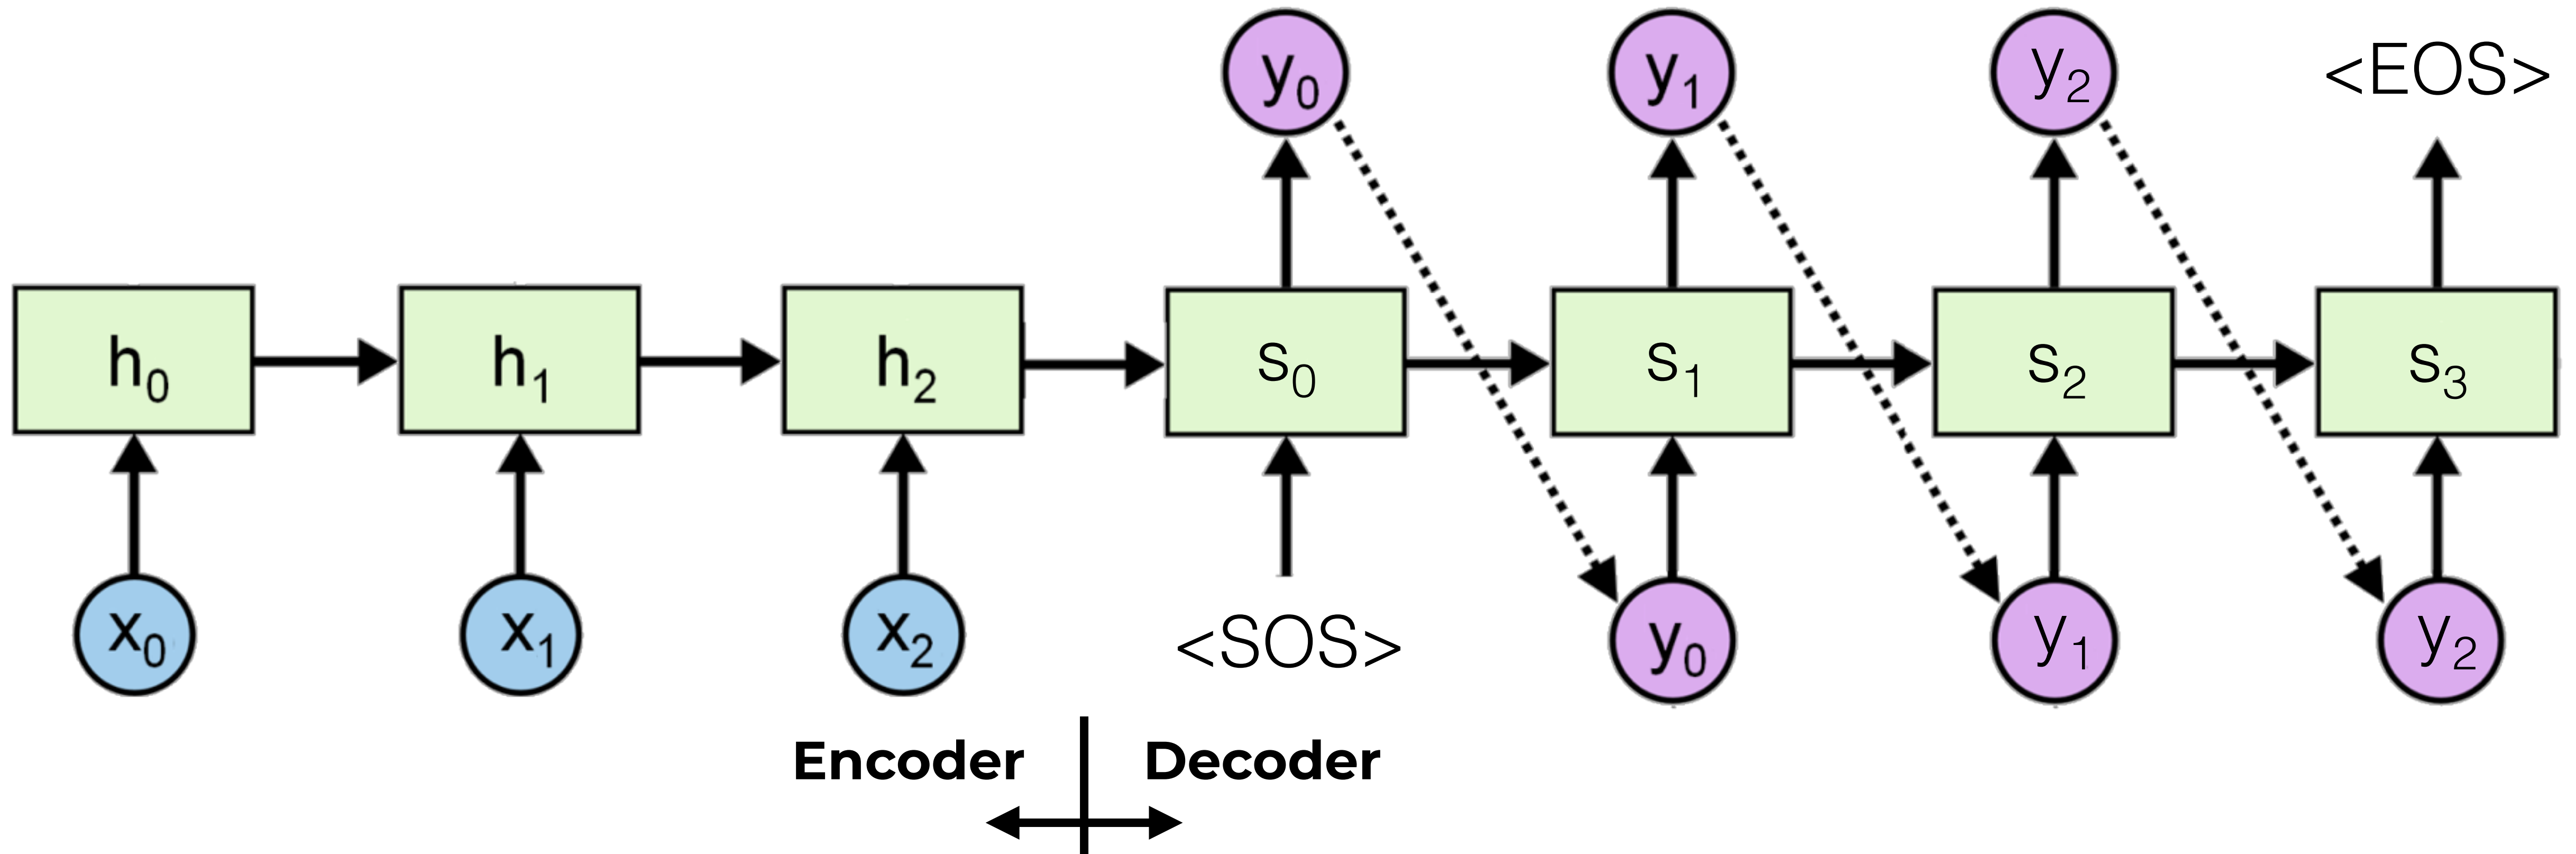 y₀ y₁ y₂ <EOS>
h₀ h₁ h₂ s₀ s₁ s₂ s₃
x₀ x₁ x₂ <SOS> y₀ y₁ y₂
Encoder Decoder